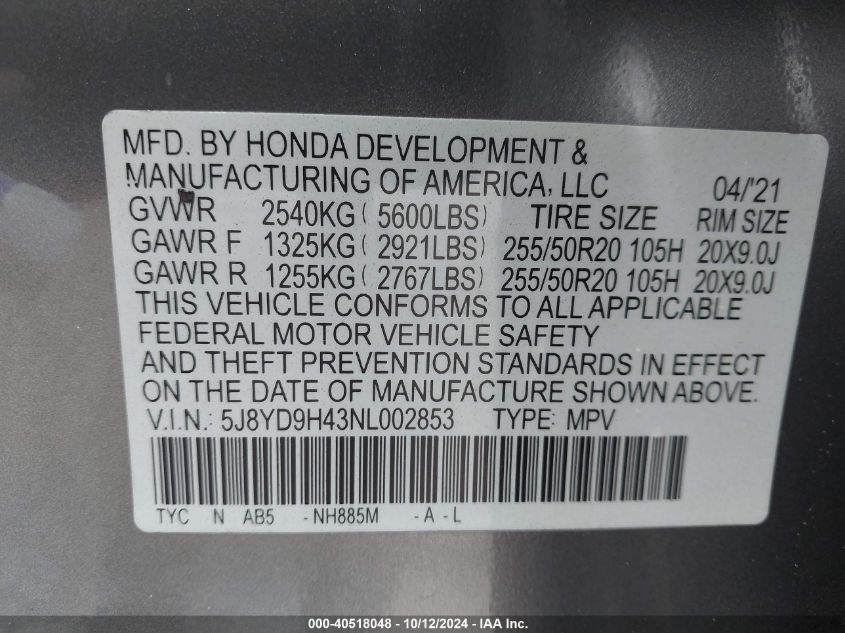 MFD. BY HONDA DEVELOPMENT &
MANUFACTURING OF AMERICA, LLC 04/'21
GVWR 2540KG ( 5600LBS) TIRE SIZE RIM SIZE
GAWR F 1325KG ( 2921LBS) 255/50R20 105H 20X9.0J
GAWR R 1255KG ( 2767LBS) 255/50R20 105H 20X9.0J
THIS VEHICLE CONFORMS TO ALL APPLICABLE
FEDERAL MOTOR VEHICLE SAFETY
AND THEFT PREVENTION STANDARDS IN EFFECT
ON THE DATE OF MANUFACTURE SHOWN ABOVE.
V.I.N.: 5J8YD9H43NL002853 TYPE: MPV
TYC N AB5 -NH885M -A-L
000-40518048 - 10/12/2024 - IAA Inc.